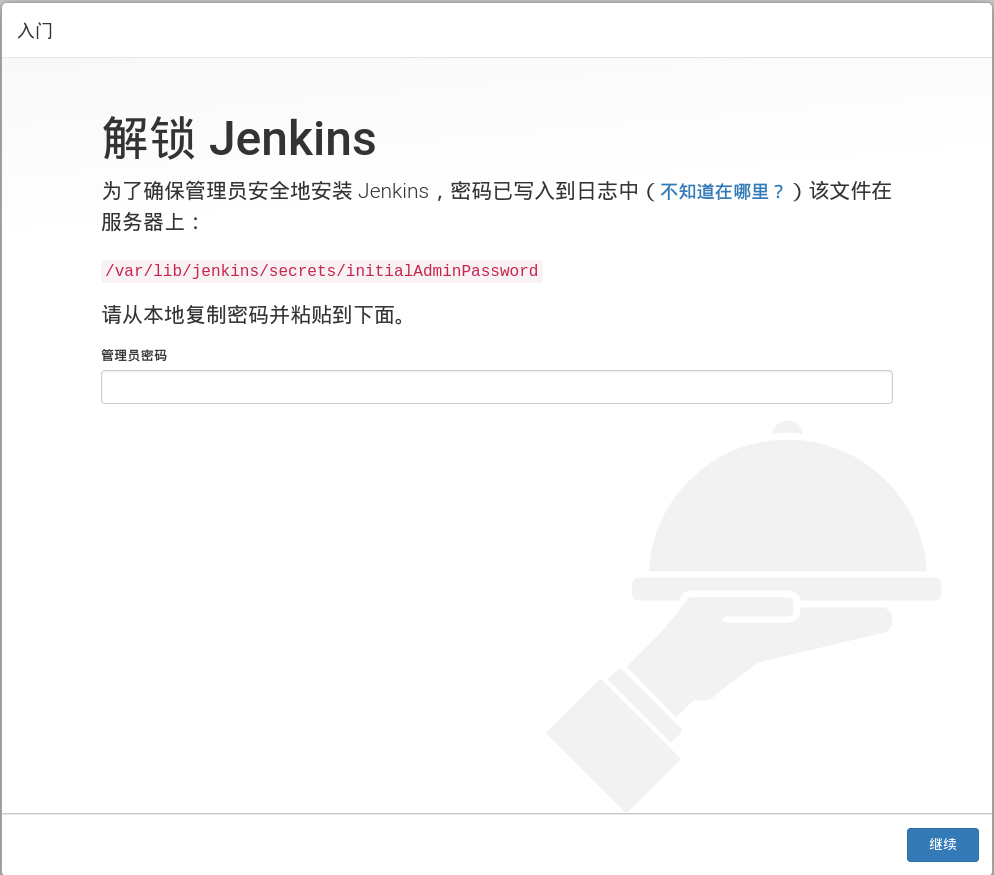 入门
解锁 Jenkins
为了确保管理员安全地安装 Jenkins，密码已写入到日志中（不知道在哪里？）该文件在
服务器上：
/var/lib/jenkins/secrets/initialAdminPassword
请从本地复制密码并粘贴到下面。
管理员密码
继续